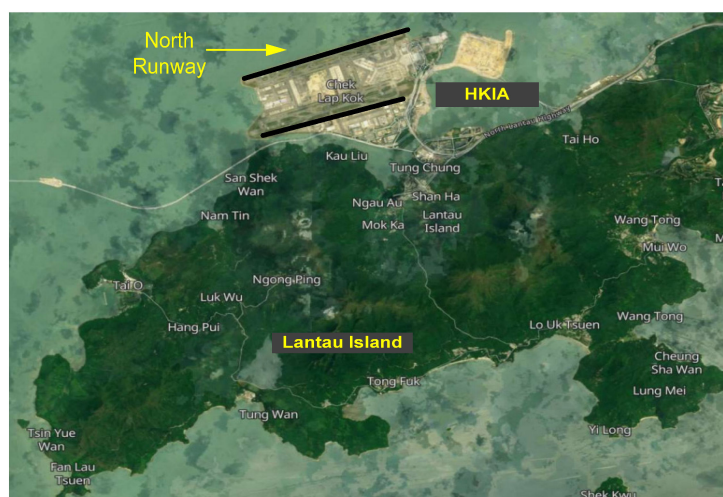 North
Runway
Chek
Lap Kok
HKIA
North Lantau Highway
Tai Ho
Kau Liu
Tung Chung
San Shek
Wan
Shan Ha
Ngau Au
Nam Tin
Lantau
Island
Mok Ka
Wang Tong
Mui Wo
Ngong Ping
Tai O
Luk Wu
Hang Pui
Lo Uk Tsuen
Wang Tong
Lantau Island
Cheung
Sha Wan
Tong Fuk
Lung Mei
Tung Wan
Yi Long
Tsin Yue
Wan
Fan Lau
Tsuen
Shek Kwu